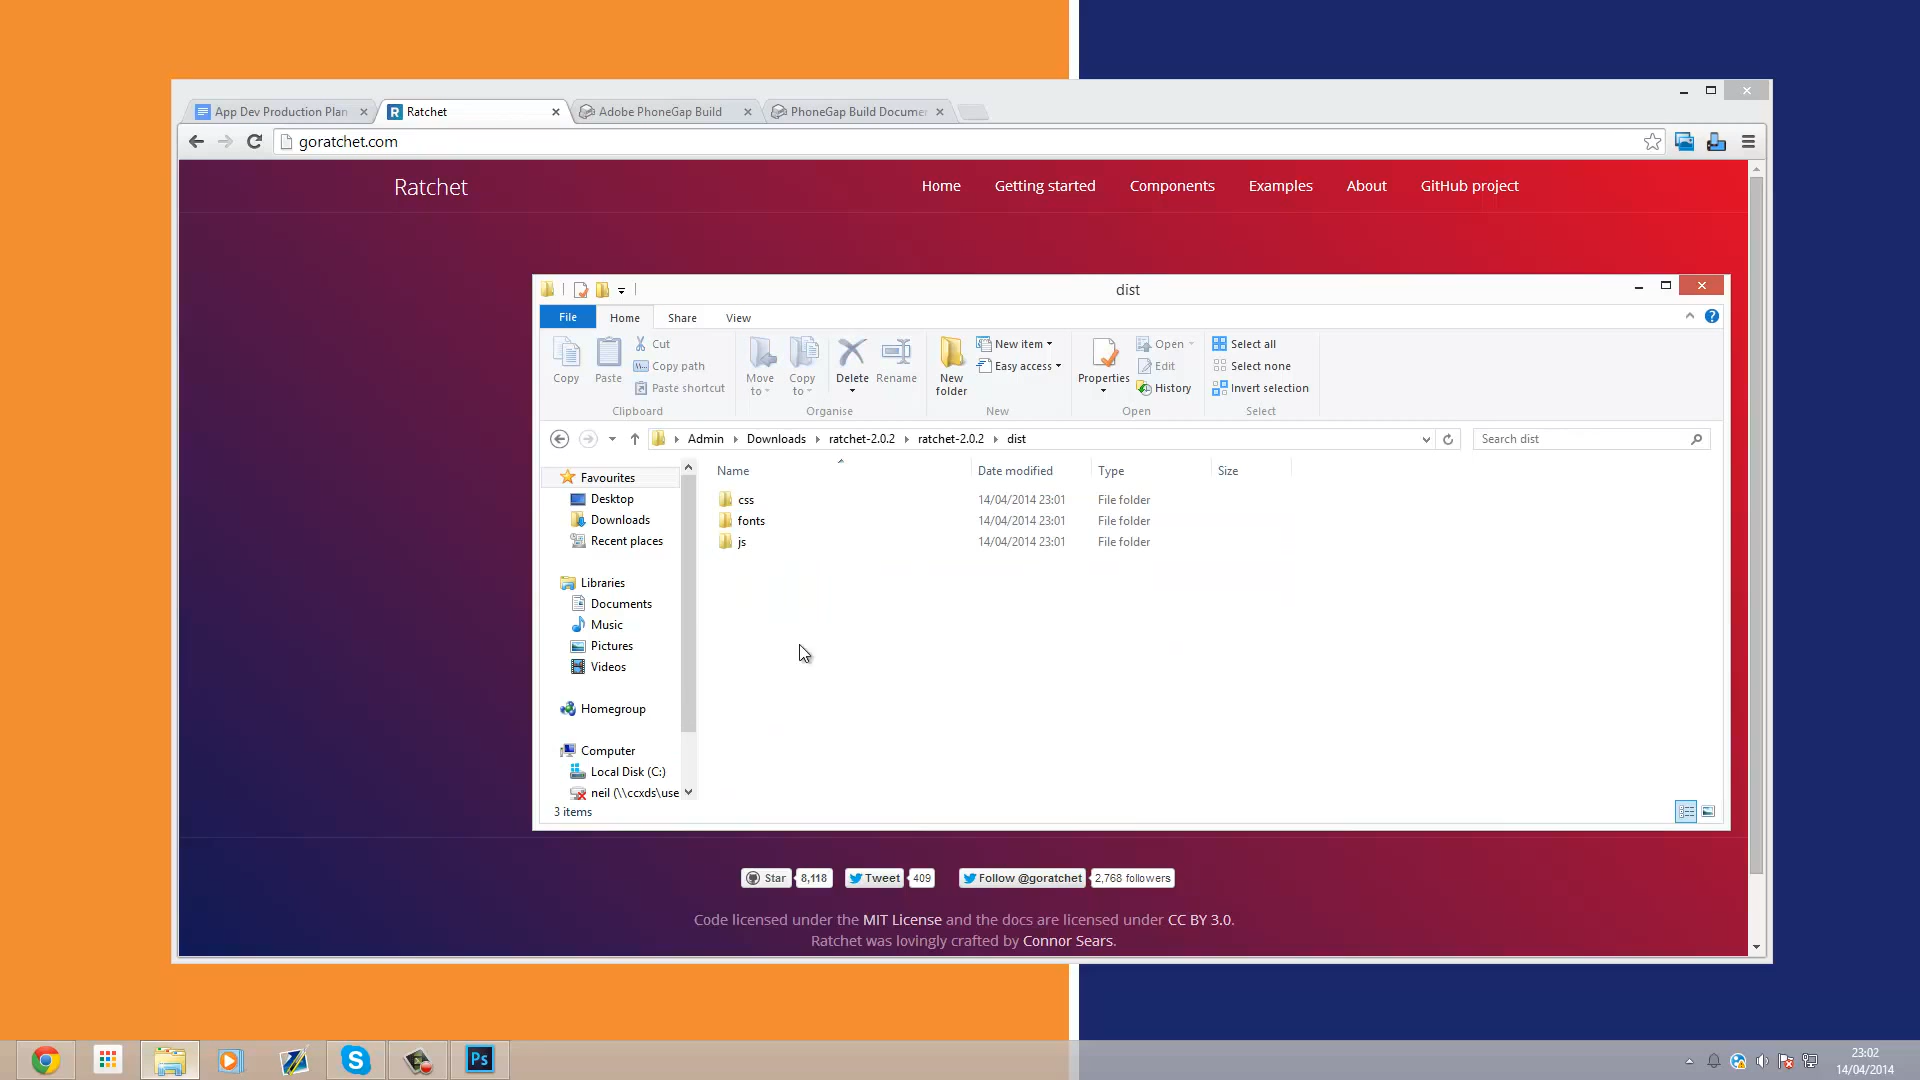 App Dev Production Plan
Ratchet
Adobe PhoneGap Build
PhoneGap Build Documen
goratchet.com
Ratchet
Home
Getting started
Components
Examples
About
GitHub project
dist
File
Home
Share
View
Copy
Paste
Cut
Copy path
Paste shortcut
Clipboard
Move to
Copy to
Delete
Rename
Organise
New folder
New item
Easy access
New
Properties
Open
Edit
History
Open
Select all
Select none
Invert selection
Select
Admin
Downloads
ratchet-2.0.2
ratchet-2.0.2
dist
Search dist
Favourites
Desktop
Downloads
Recent places
Libraries
Documents
Music
Pictures
Videos
Homegroup
Computer
Local Disk (C:)
neil (\\ccxds\use
Name Date modified Type Size
css 14/04/2014 23:01 File folder
fonts 14/04/2014 23:01 File folder
js 14/04/2014 23:01 File folder
3 items
Star 8,118
Tweet 409
Follow @goratchet 2,768 followers
Code licensed under the MIT License and the docs are licensed under CC BY 3.0.
Ratchet was lovingly crafted by Connor Sears.
Ps
23:02
14/04/2014